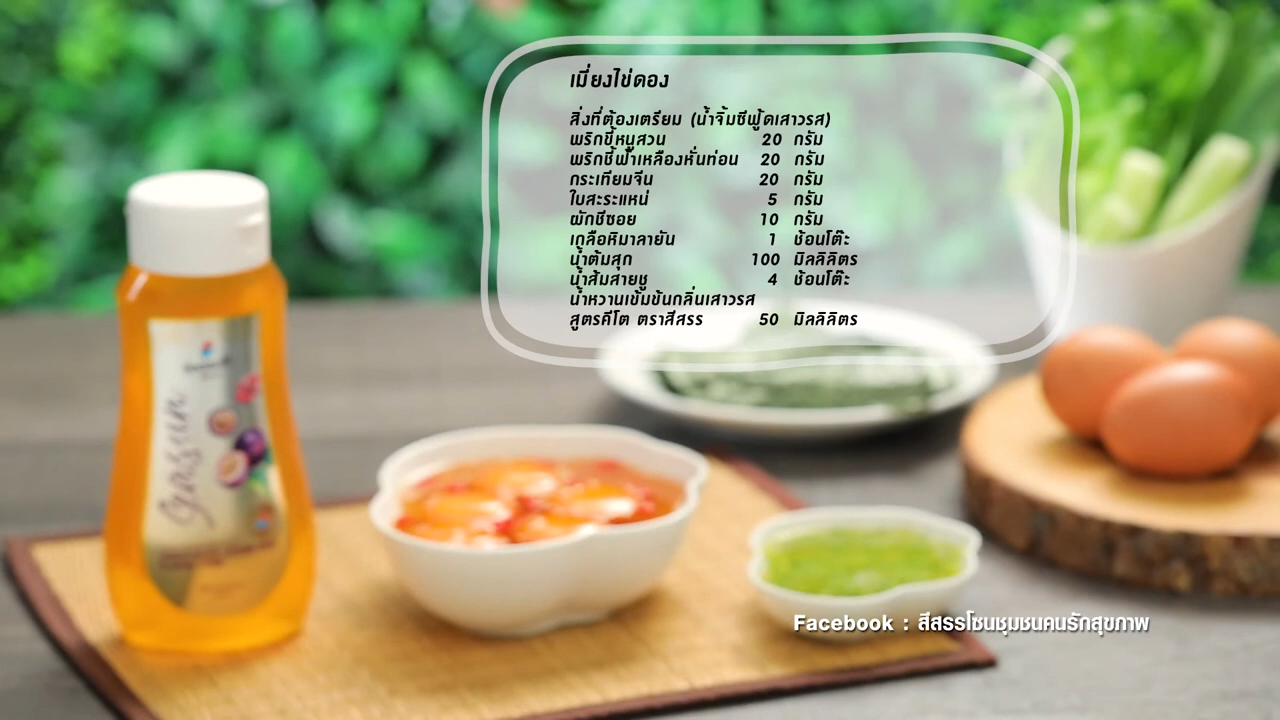 เมี่ยงไข่ดอง
สิ่งที่ต้องเตรียม (น้ำจิ้มซีฟู้ดเสาวรส)
พริกขี้หนูสวน 20 กรัม
พริกชี้ฟ้าเหลืองหั่นท่อน 20 กรัม
กระเทียมจีน 20 กรัม
ใบสะระแหน่ 5 กรัม
ผักชีซอย 10 กรัม
เกลือหิมาลายัน 1 ช้อนโต๊ะ
น้ำต้มสุก 100 มิลลิลิตร
น้ำส้มสายชู 4 ช้อนโต๊ะ
น้ำหวานเข้มข้นกลิ่นเสาวรส
สูตรคีโต ตราสีสรร 50 มิลลิลิตร
Facebook : สีสรรโซนชุมชนคนรักสุขภาพ